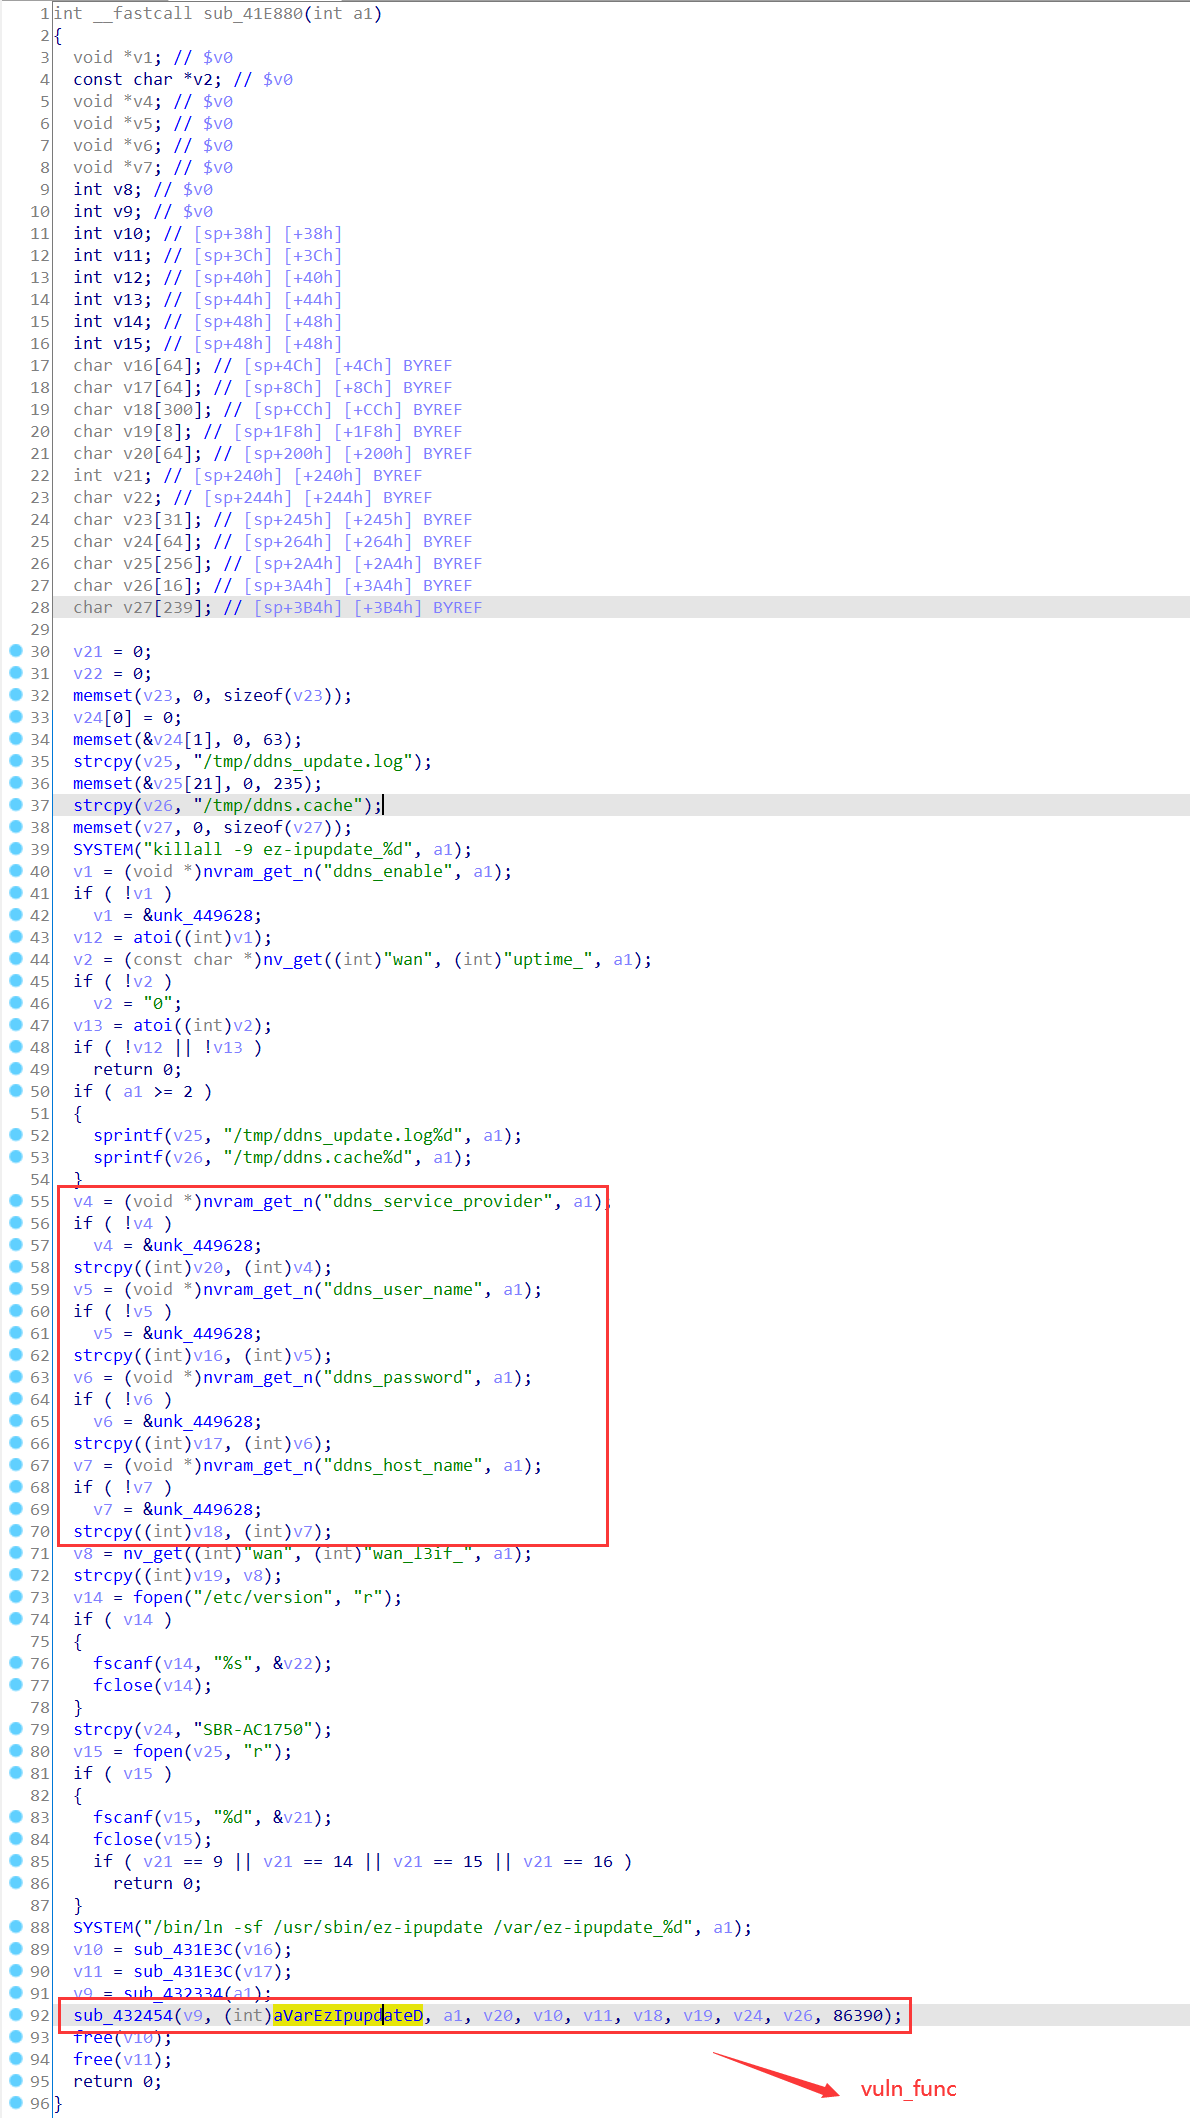 1 int __fastcall sub_41E880(int a1)
2 {
3 void *v1; // $v0
4 const char *v2; // $v0
5 void *v4; // $v0
6 void *v5; // $v0
7 void *v6; // $v0
8 void *v7; // $v0
9 int v8; // $v0
10 int v9; // $v0
11 int v10; // [sp+38h] [+38h]
12 int v11; // [sp+3Ch] [+3Ch]
13 int v12; // [sp+40h] [+40h]
14 int v13; // [sp+44h] [+44h]
15 int v14; // [sp+48h] [+48h]
16 int v15; // [sp+48h] [+48h]
17 char v16[64]; // [sp+4Ch] [+4Ch] BYREF
18 char v17[64]; // [sp+8Ch] [+8Ch] BYREF
19 char v18[300]; // [sp+CCh] [+CCh] BYREF
20 char v19[8]; // [sp+1F8h] [+1F8h] BYREF
21 char v20[64]; // [sp+200h] [+200h] BYREF
22 int v21; // [sp+240h] [+240h] BYREF
23 char v22; // [sp+244h] [+244h] BYREF
24 char v23[31]; // [sp+245h] [+245h] BYREF
25 char v24[64]; // [sp+264h] [+264h] BYREF
26 char v25[256]; // [sp+2A4h] [+2A4h] BYREF
27 char v26[16]; // [sp+3A4h] [+3A4h] BYREF
28 char v27[239]; // [sp+3B4h] [+3B4h] BYREF
29
30 v21 = 0;
31 v22 = 0;
32 memset(v23, 0, sizeof(v23));
33 v24[0] = 0;
34 memset(&v24[1], 0, 63);
35 strcpy(v25, "/tmp/ddns_update.log");
36 memset(&v25[21], 0, 235);
37 strcpy(v26, "/tmp/ddns.cache");
38 memset(v27, 0, sizeof(v27));
39 SYSTEM("killall -9 ez-ipupdate_%d", a1);
40 v1 = (void *)nvram_get_n("ddns_enable", a1);
41 if ( !v1 )
42 v1 = &unk_449628;
43 v12 = atoi((int)v1);
44 v2 = (const char *)nv_get((int)"wan", (int)"uptime_", a1);
45 if ( !v2 )
46 v2 = "0";
47 v13 = atoi((int)v2);
48 if ( !v12 || !v13 )
49 return 0;
50 if ( a1 >= 2 )
51 {
52 sprintf(v25, "/tmp/ddns_update.log%d", a1);
53 sprintf(v26, "/tmp/ddns.cache%d", a1);
54 }
55 v4 = (void *)nvram_get_n("ddns_service_provider", a1);
56 if ( !v4 )
57 v4 = &unk_449628;
58 strcpy((int)v20, (int)v4);
59 v5 = (void *)nvram_get_n("ddns_user_name", a1);
60 if ( !v5 )
61 v5 = &unk_449628;
62 strcpy((int)v16, (int)v5);
63 v6 = (void *)nvram_get_n("ddns_password", a1);
64 if ( !v6 )
65 v6 = &unk_449628;
66 strcpy((int)v17, (int)v6);
67 v7 = (void *)nvram_get_n("ddns_host_name", a1);
68 if ( !v7 )
69 v7 = &unk_449628;
70 strcpy((int)v18, (int)v7);
71 v8 = nv_get((int)"wan", (int)"wan_l3if_", a1);
72 strcpy((int)v19, v8);
73 v14 = fopen("/etc/version", "r");
74 if ( v14 )
75 {
76 fscanf(v14, "%s", &v22);
77 fclose(v14);
78 }
79 strcpy(v24, "SBR-AC1750");
80 v15 = fopen(v25, "r");
81 if ( v15 )
82 {
83 fscanf(v15, "%d", &v21);
84 fclose(v15);
85 if ( v21 == 9 || v21 == 14 || v21 == 15 || v21 == 16 )
86 return 0;
87 }
88 SYSTEM("/bin/ln -sf /usr/sbin/ez-ipupdate /var/ez-ipupdate_%d", a1);
89 v10 = sub_431E3C(v16);
90 v11 = sub_431E3C(v17);
91 v9 = sub_432334(a1);
92 sub_432454(v9, (int)aVarEzIpupdateD, a1, v20, v10, v11, v18, v19, v24, v26, 86390);
93 free(v10);
94 free(v11);
95 return 0;
96 }
vuln_func